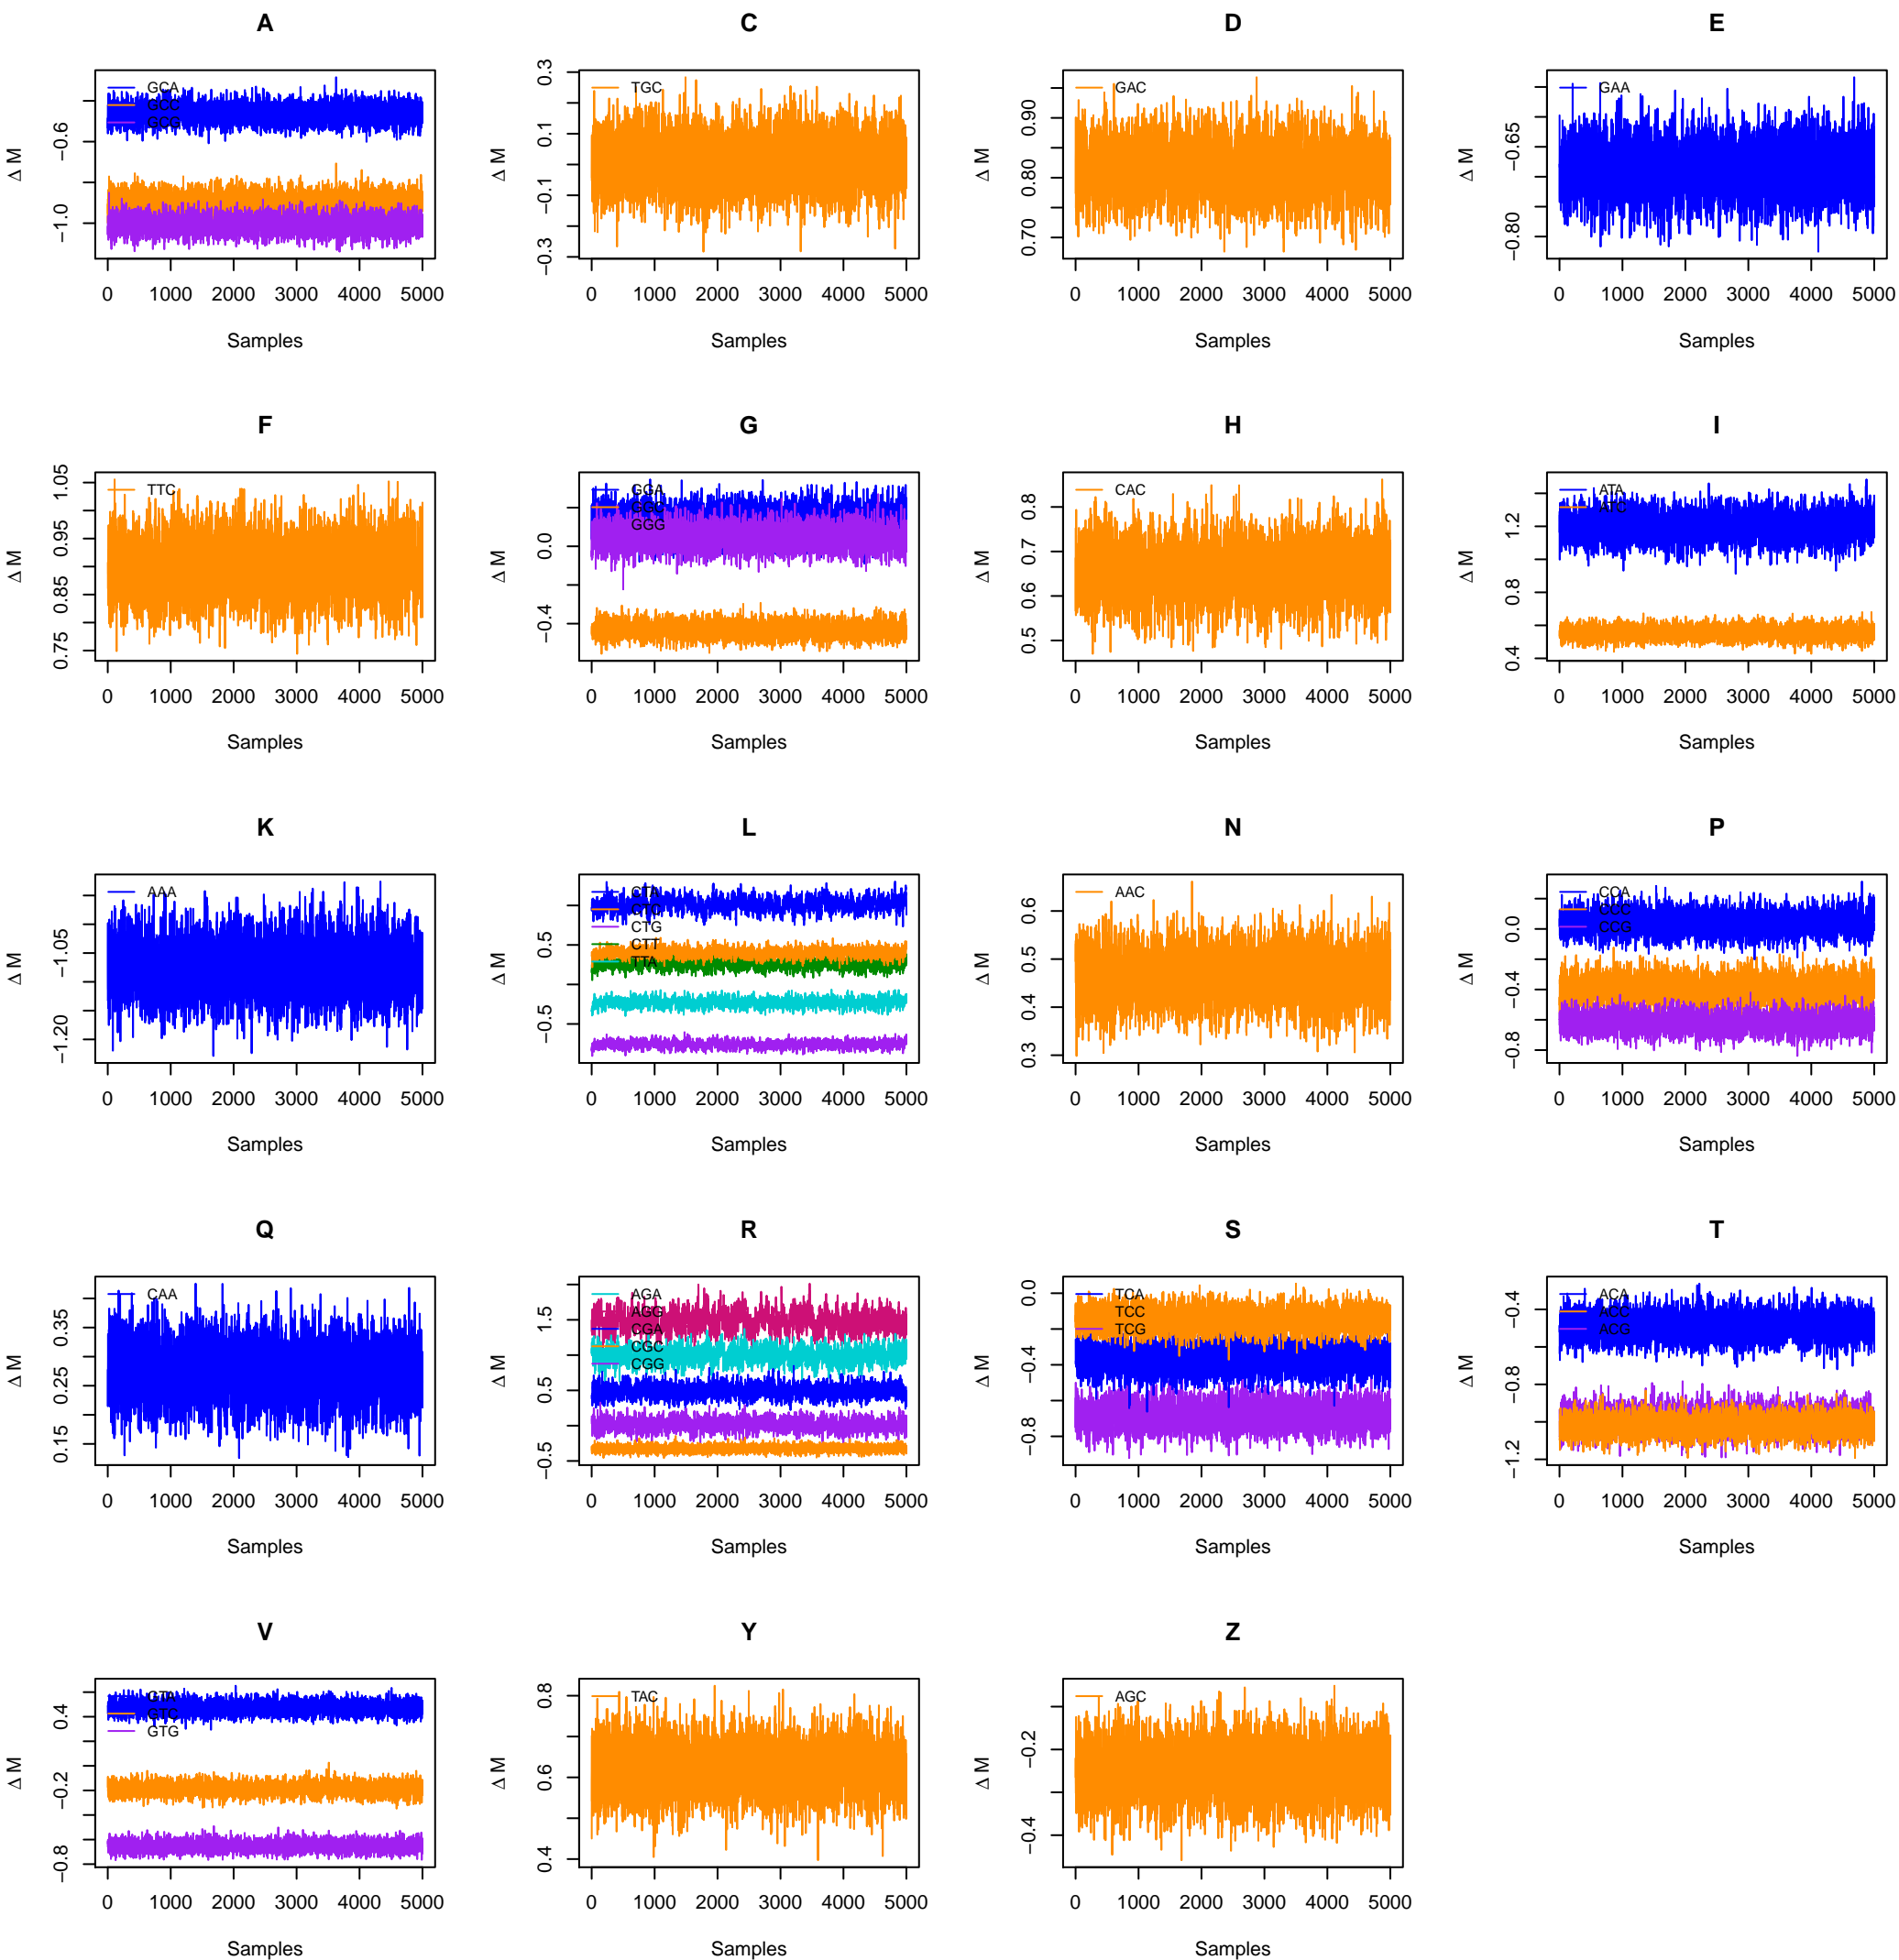 A
GCA
GCC
GCG
Δ M
−0.6
−1.0
0 1000 2000 3000 4000 5000
Samples
C
TGC
Δ M
0.3
0.1
−0.1
−0.3
0 1000 2000 3000 4000 5000
Samples
D
GAC
Δ M
0.90
0.80
0.70
0 1000 2000 3000 4000 5000
Samples
E
GAA
Δ M
−0.65
−0.80
0 1000 2000 3000 4000 5000
Samples
F
TTC
Δ M
1.05
0.95
0.85
0.75
0 1000 2000 3000 4000 5000
Samples
G
GGA
GGC
GGG
Δ M
0.0
−0.4
0 1000 2000 3000 4000 5000
Samples
H
CAC
Δ M
0.8
0.7
0.6
0.5
0 1000 2000 3000 4000 5000
Samples
I
ATA
ATC
Δ M
1.2
0.8
0.4
0 1000 2000 3000 4000 5000
Samples
K
AAA
Δ M
−1.05
−1.20
0 1000 2000 3000 4000 5000
Samples
L
CTA
CTC
CTG
CTT
TTA
Δ M
0.5
−0.5
0 1000 2000 3000 4000 5000
Samples
N
AAC
Δ M
0.6
0.5
0.4
0.3
0 1000 2000 3000 4000 5000
Samples
P
CCA
CCC
CCG
Δ M
0.0
−0.4
−0.8
0 1000 2000 3000 4000 5000
Samples
Q
CAA
Δ M
0.35
0.25
0.15
0 1000 2000 3000 4000 5000
Samples
R
AGA
AGG
CGA
CGC
CGG
Δ M
1.5
0.5
−0.5
0 1000 2000 3000 4000 5000
Samples
S
TCA
TCC
TCG
Δ M
0.0
−0.4
−0.8
0 1000 2000 3000 4000 5000
Samples
T
ACA
ACC
ACG
Δ M
−0.4
−0.8
−1.2
0 1000 2000 3000 4000 5000
Samples
V
GTA
GTC
GTG
Δ M
0.4
−0.2
−0.8
0 1000 2000 3000 4000 5000
Samples
Y
TAC
Δ M
0.8
0.6
0.4
0 1000 2000 3000 4000 5000
Samples
Z
AGC
Δ M
−0.2
−0.4
0 1000 2000 3000 4000 5000
Samples